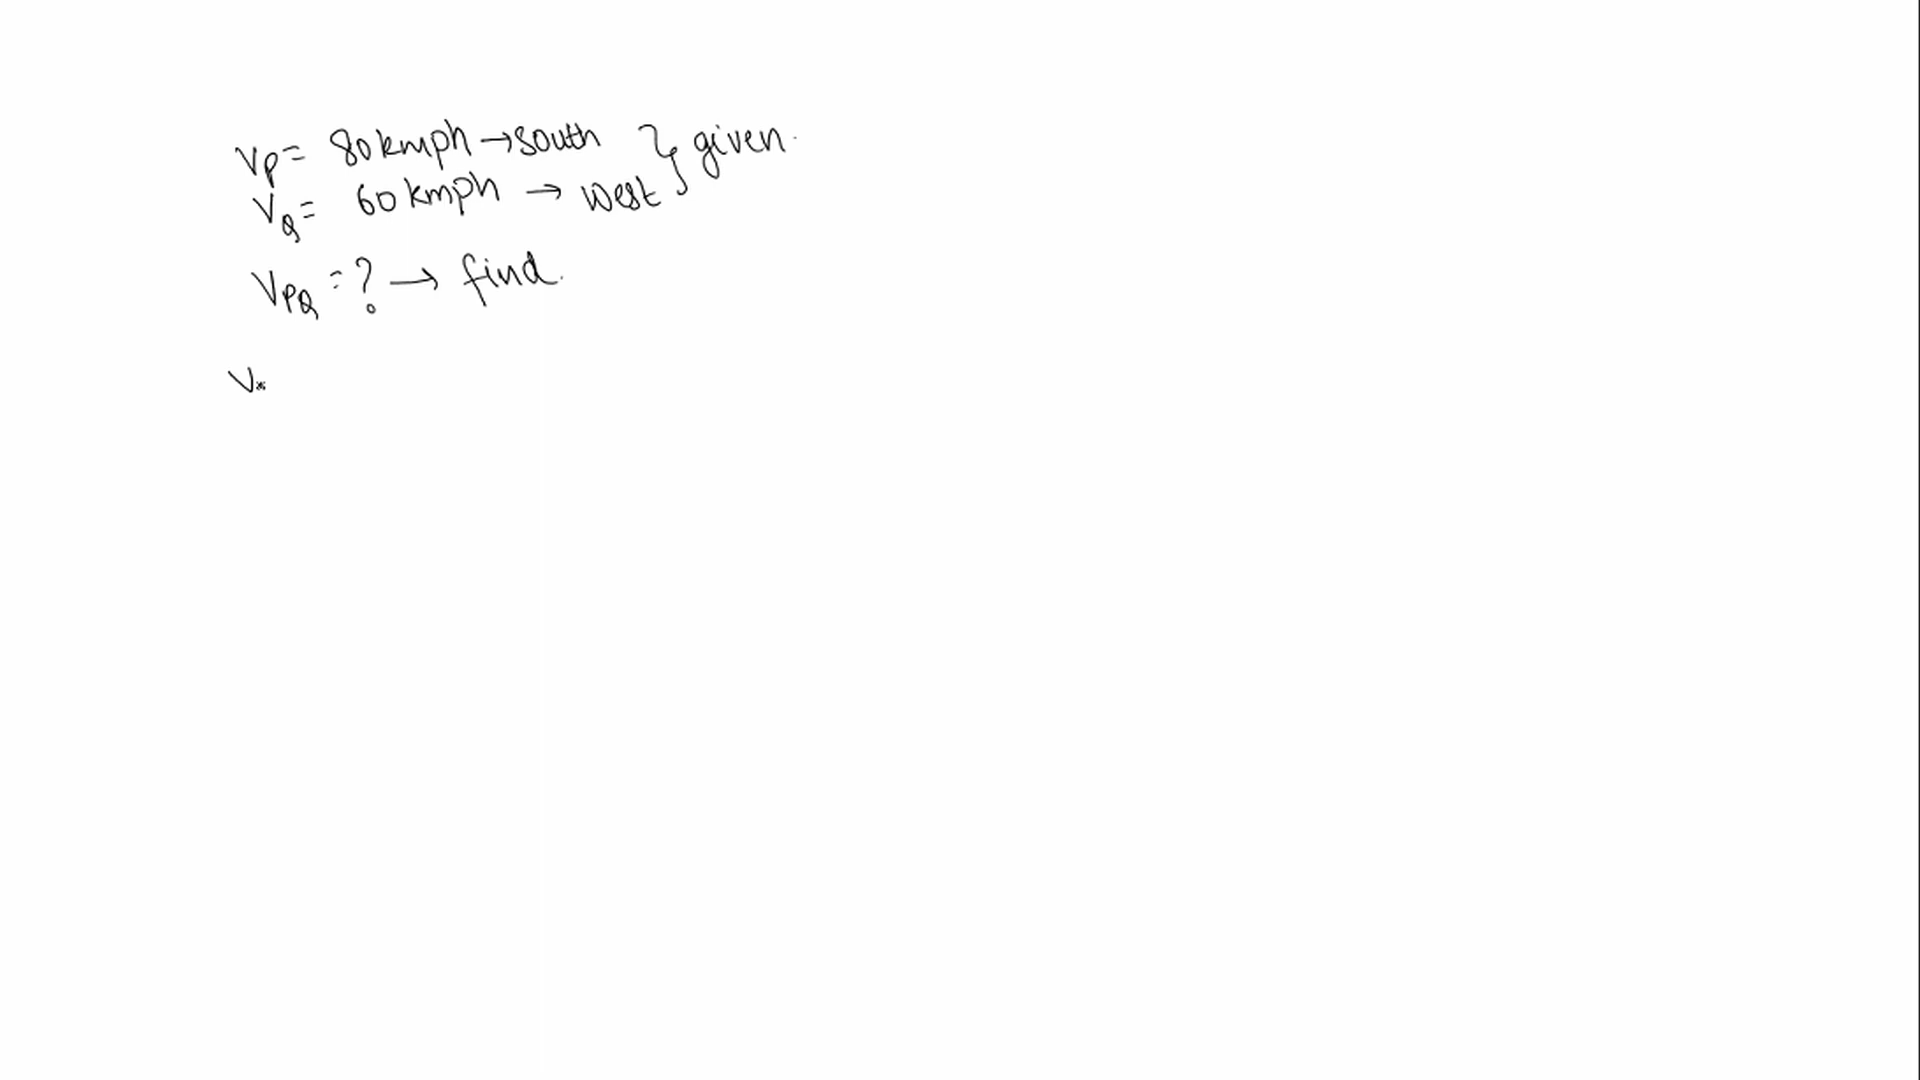 VP = 80 kmph → south } given.
VQ = 60 kmph → west
VPQ = ? → find.
V